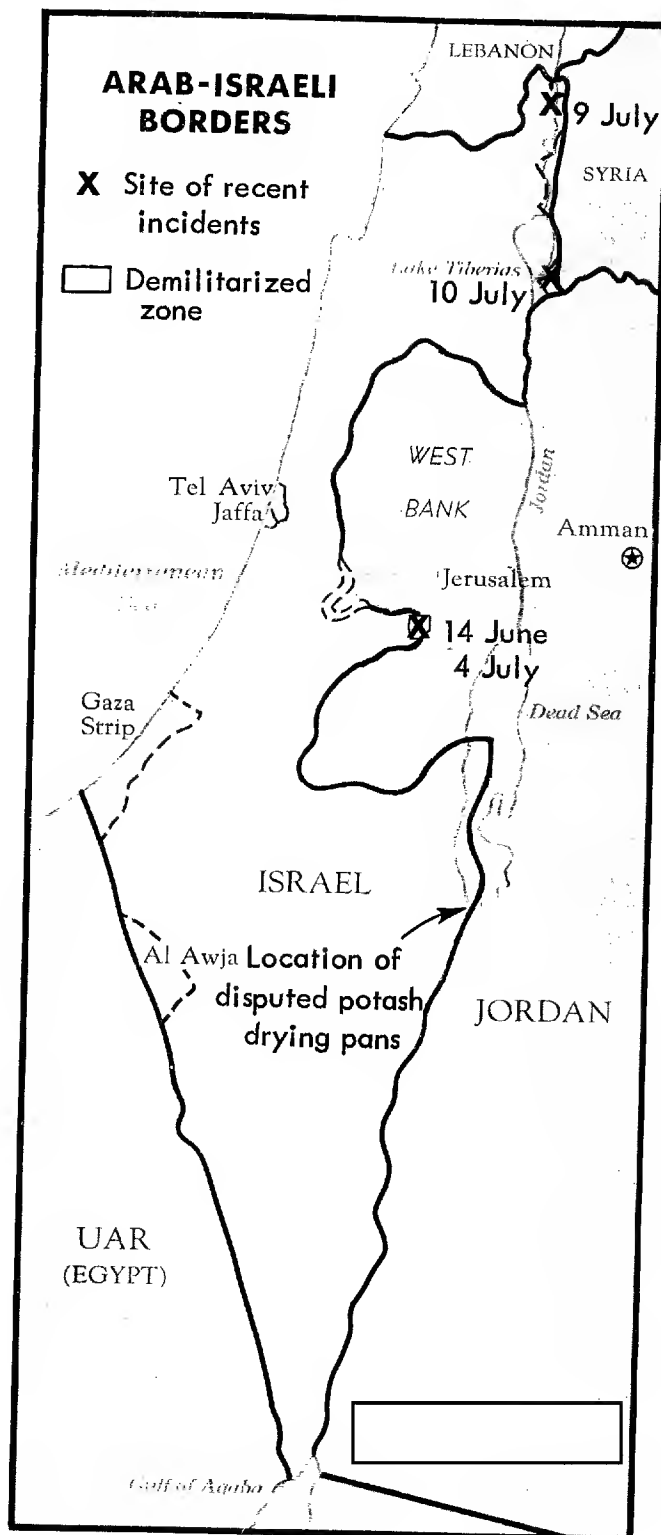 LEBANON
ARAB-ISRAELI
BORDERS
X Site of recent
incidents
Demilitarized
zone
9 July
SYRIA
Lake Tiberias
10 July
WEST
BANK
Jordan
Tel Aviv
Jaffa
Amman
Mediterranean
Sea
Jerusalem
14 June
4 July
Gaza
Strip
Dead Sea
ISRAEL
Al Awja
Location of
disputed potash
drying pans
JORDAN
UAR
(EGYPT)
Gulf of Aqaba